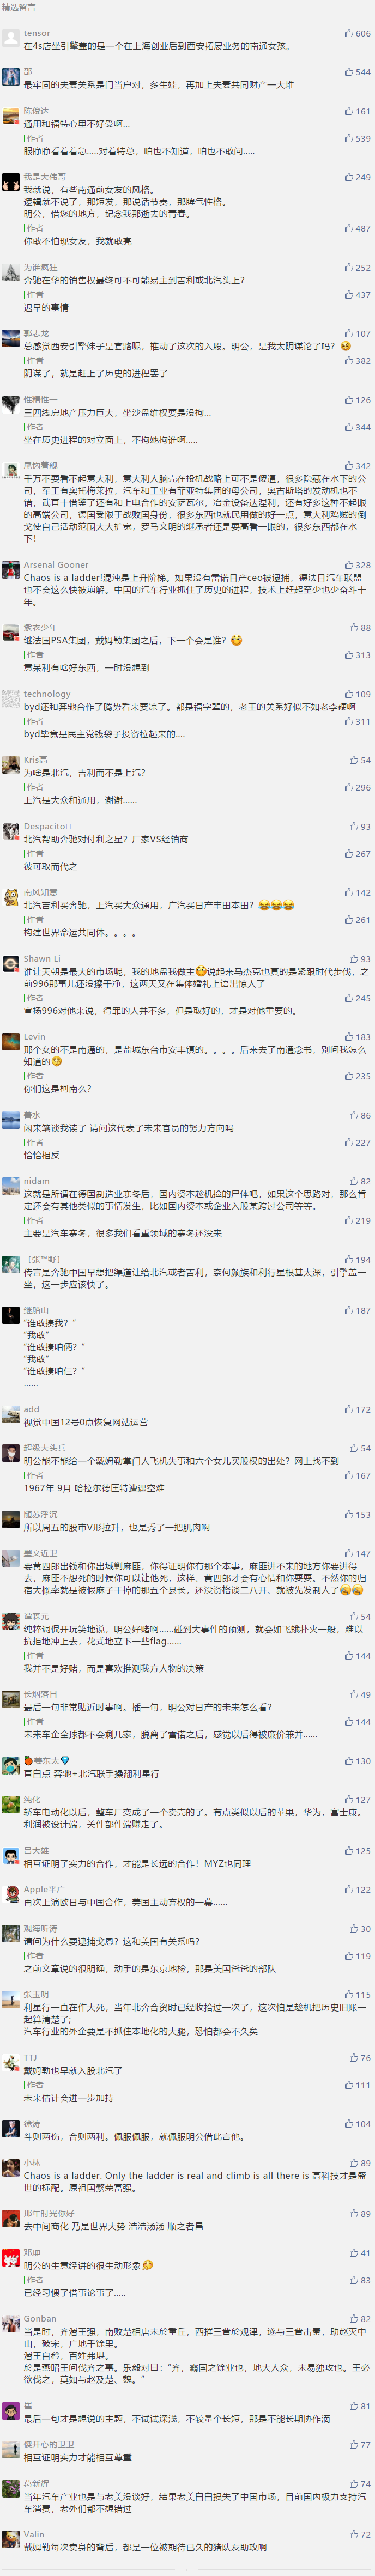 精选留言
tensor
606
在4s店坐引擎盖的是一个在上海创业后到西安拓展业务的南通女孩。
邵
544
最牢固的夫妻关系是门当户对，多生娃，再加上夫妻共同财产一大堆
陈俊达
161
通用和福特心里不好受啊...
作者
539
眼睁睁看着急.....对着特总，咱也不知道，咱也不敢问.....
我是大伟哥
249
我就说，有些南通前女友的风格。
逻辑就不说了，那短发，那说话节奏，那脾气性格。
明公，借您的地方，纪念我那逝去的青春。
作者
487
你敢不怕现女友，我就敢亮
为谁疯狂
252
奔驰在华的销售权最终可不可能易主到吉利或北汽头上？
作者
437
迟早的事情
郭志龙
107
总感觉西安引擎妹子是套路呢，推动了这次的入股。明公，是我太阴谋论了吗？
作者
382
阴谋了，就是赶上了历史的进程罢了
惟精惟一
126
三四线房地产压力巨大，坐沙盘维权要是没拘...
作者
344
坐在历史进程的对立面上，不拘她拘谁啊.....
尾钩看舰
342
千万不要看不起意大利，意大利人脑壳在投机战略上可不是傻逼，很多隐藏在水下的公
司，军工有奥托梅莱拉，汽车和工业有菲亚特集团的母公司，奥古斯塔的发动机也不
错，武直十借鉴了还有和上电合作的安萨瓦尔，冶金设备达涅利，还有好多这种不起眼
的高端公司，德国受限于战败国身份，很多东西也就民用做的好一点，意大利鸡贼的倒
戈使自己活动范围大大扩宽，罗马文明的继承者还是要高看一眼的，很多东西都在水
下！
Arsenal Gooner
328
Chaos is a ladder!混沌是上升阶梯。如果没有雷诺日产ceo被逮捕，德法日汽车联盟
也不会这么快被崩解。中国的汽车行业抓住了历史的进程，技术上赶超至少也少奋斗十
年。
紫衣少年
88
继法国PSA集团，戴姆勒集团之后，下一个会是谁？
作者
313
意呆利有啥好东西，一时没想到
technology
109
byd还和奔驰合作了腾势看来要凉了。都是福字辈的，老王的关系好似不如老李硬啊
作者
311
byd毕竟是民主党钱袋子投资拉起来的....
Kris高
54
为啥是北汽，吉利而不是上汽？
作者
296
上汽是大众和通用，谢谢......
Despacito
93
北汽帮助奔驰对付利之星？厂家VS经销商
作者
267
彼可取而代之
南风知意
142
北汽吉利买奔驰，上汽买大众通用，广汽买日产丰田本田？
作者
261
构建世界命运共同体。。。。
Shawn Li
93
谁让天朝是最大的市场呢，我的地盘我做主 说起来马杰克也真的是紧跟时代步伐，之
前996那事儿还没擦干净，这两天又在集体婚礼上语出惊人了
作者
245
宣扬996对他来说，得罪的人并不多，但是取好的，才是对他重要的。
Levin
183
那个女的不是南通的，是盐城东台市安丰镇的。。。。后来去了南通念书，别问我怎么
知道的
作者
235
你们这是柯南么？
善水
86
闲来笔谈我读了 请问这代表了未来官员的努力方向吗
作者
227
恰恰相反
nidam
82
这就是所谓在德国制造业寒冬后，国内资本趁机捡的尸体吧，如果这个思路对，那么肯
定还会有其他类似的事情发生，比如国内资本或企业入股某跨过公司等等。
作者
219
主要是汽车寒冬，很多我们看重领域的寒冬还没来
〔张™野〕
194
传言是奔驰中国早想把渠道让给北汽或者吉利，奈何颜族和利行星根基太深，引擎盖一
坐，这一步应该快了。
继船山
187
“谁敢揍我？”
“我敢”
“谁敢揍咱俩？”
“我敢”
“谁敢揍咱仨？”
......
add
172
视觉中国12号0点恢复网站运营
超级大头兵
54
明公能不能给一个戴姆勒掌门人飞机失事和六个女儿买股权的出处？网上找不到
作者
167
1967年 9月 哈拉尔德匡特遭遇空难
随苏浮沉
153
所以周五的股市V形拉升，也是秀了一把肌肉啊
董文近卫
147
要黄四郎出钱和你出城剿麻匪，你得证明你有那个本事，麻匪进不来的地方你要进得
去，麻匪不想死的时候你可以让他死，这样、黄四郎才会有心情和你耍耍。不然你的归
宿大概率就是被假麻子干掉的那五个县长，还没资格谈二八开、就被先发制人了
谭森元
54
纯粹调侃开玩笑地说，明公好赌啊......碰到大事件的预测，就会如飞蛾扑火一般，难以
抗拒地冲上去，花式地立下一些flag......
作者
144
我并不是好赌，而是喜欢推测我方人物的决策
长烟落日
49
最后一句非常贴近时事啊。插一句，明公对日产的未来怎么看？
作者
144
未来车企全球都不会剩几家，脱离了雷诺之后，感觉以后得被廉价兼并......
姜东太
130
直白点 奔驰+北汽联手操翻利星行
纯化
127
轿车电动化以后，整车厂变成了一个卖壳的了。有点类似以后的苹果，华为，富士康。
利润被设计端，关件部件端赚走了。
吕大雄
125
相互证明了实力的合作，才能是长远的合作！MYZ也同理
Apple平广
122
再次上演欧日与中国合作，美国主动弃权的一幕......
观海听涛
30
请问为什么要逮捕戈恩？这和美国有关系吗？
作者
119
之前文章说的很明确，动手的是东京地检，那是美国爸爸的部队
张玉明
115
利星行一直在作大死，当年北奔合资时已经收拾过一次了，这次怕是趁机把历史旧账一
起算清楚了；
汽车行业的外企要是不抓住本地化的大腿，恐怕都会不久矣
TTJ
76
戴姆勒也早就入股北汽了
作者
111
未来估计会进一步加持
徐涛
104
斗则两伤，合则两利。佩服佩服，就佩服明公借此言他。
小林
89
Chaos is a ladder. Only the ladder is real and climb is all there is 高科技才是盛
世的标配。原祖国繁荣富强。
那年时光你好
89
去中间商化 乃是世界大势 浩浩汤汤 顺之者昌
邓坤
41
明公的生意经讲的很生动形象
作者
83
已经习惯了借事论事了.....
Gonban
82
当是时，齐湣王强，南败楚相唐眛於重丘，西摧三晋於观津，遂与三晋击秦，助赵灭中
山，破宋，广地千馀里。
湣王自矜，百姓弗堪。
於是燕昭王问伐齐之事。乐毅对曰：“齐，霸国之馀业也，地大人众，未易独攻也。王必
欲伐之，莫如与赵及楚、魏。”
崔
81
最后一句才是想说的主题，不试试深浅，不较量个长短，那是不能长期协作滴
傻开心的卫卫
77
相互证明实力才能相互尊重
葛新辉
74
当年汽车产业也是与老美没谈好，结果老美白白损失了中国市场，目前国内极力支持汽
车消费，老外们都不想错过
Valin
72
戴姆勒每次卖身的背后，都是一位被期待已久的猪队友助攻啊